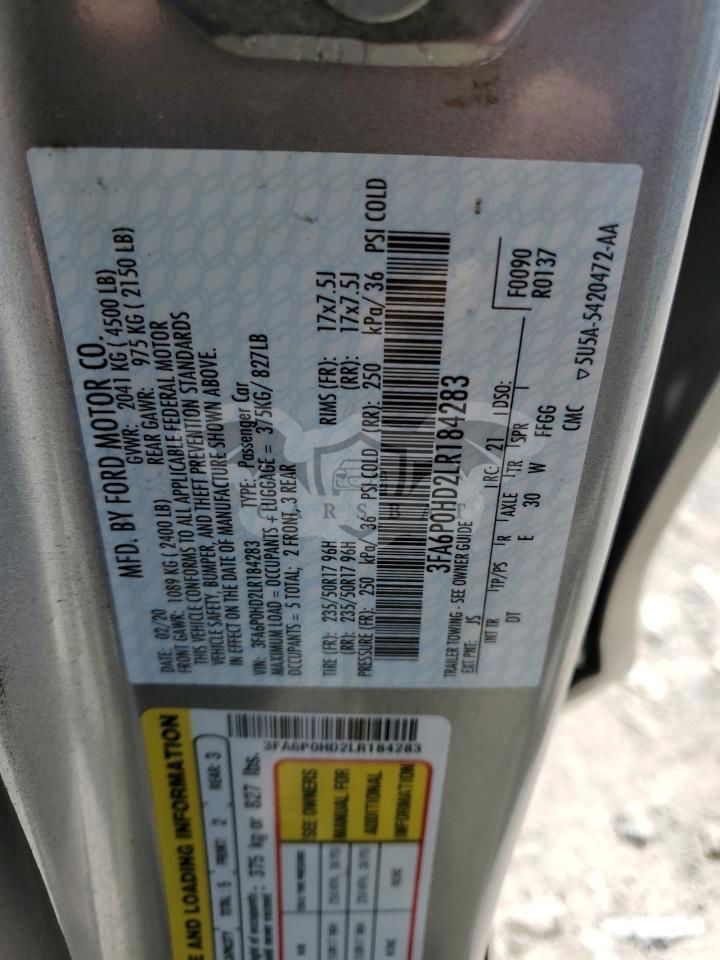 MFD. BY FORD MOTOR CO.
DATE: 02/20 GVWR: 2041 KG ( 4500 LB)
FRONT GAWR: 1089 KG ( 2400 LB) REAR GAWR: 975 KG ( 2150 LB)
THIS VEHICLE CONFORMS TO ALL APPLICABLE FEDERAL MOTOR
VEHICLE SAFETY, BUMPER, AND THEFT PREVENTION STANDARDS
IN EFFECT ON THE DATE OF MANUFACTURE SHOWN ABOVE.
VIN: 3FA6P0HD2LR184283 TYPE: Passenger Car
MAXIMUM LOAD = OCCUPANTS + LUGGAGE = 375KG/ 827LB
OCCUPANTS = 5 TOTAL; 2 FRONT, 3 REAR
TIRE (FR): 235/50R17 96H RIMS (FR): 17x7.5J
(RR): 235/50R17 96H (RR): 17x7.5J
PRESSURE (FR): 250 kPa/ 36 PSI COLD (RR): 250 kPa/ 36 PSI COLD
3FA6P0HD2LR184283
TRAILER TOWING - SEE OWNER GUIDE
EXT PNT: JS RC: 21 DSO:
INT TR TP/PS R AXLE TR SPR F0090
DT E 30 W FFGG R0137
CMC ▽5U5A-5420472-AA
3FA6P0HD2LR184283
E AND LOADING INFORMATION
CAPACITY TOTAL 5 FRONT: 2 REAR: 3
375 kg or 827 lbs.
SEE OWNERS
MANUAL FOR
ADDITIONAL
INFORMATION